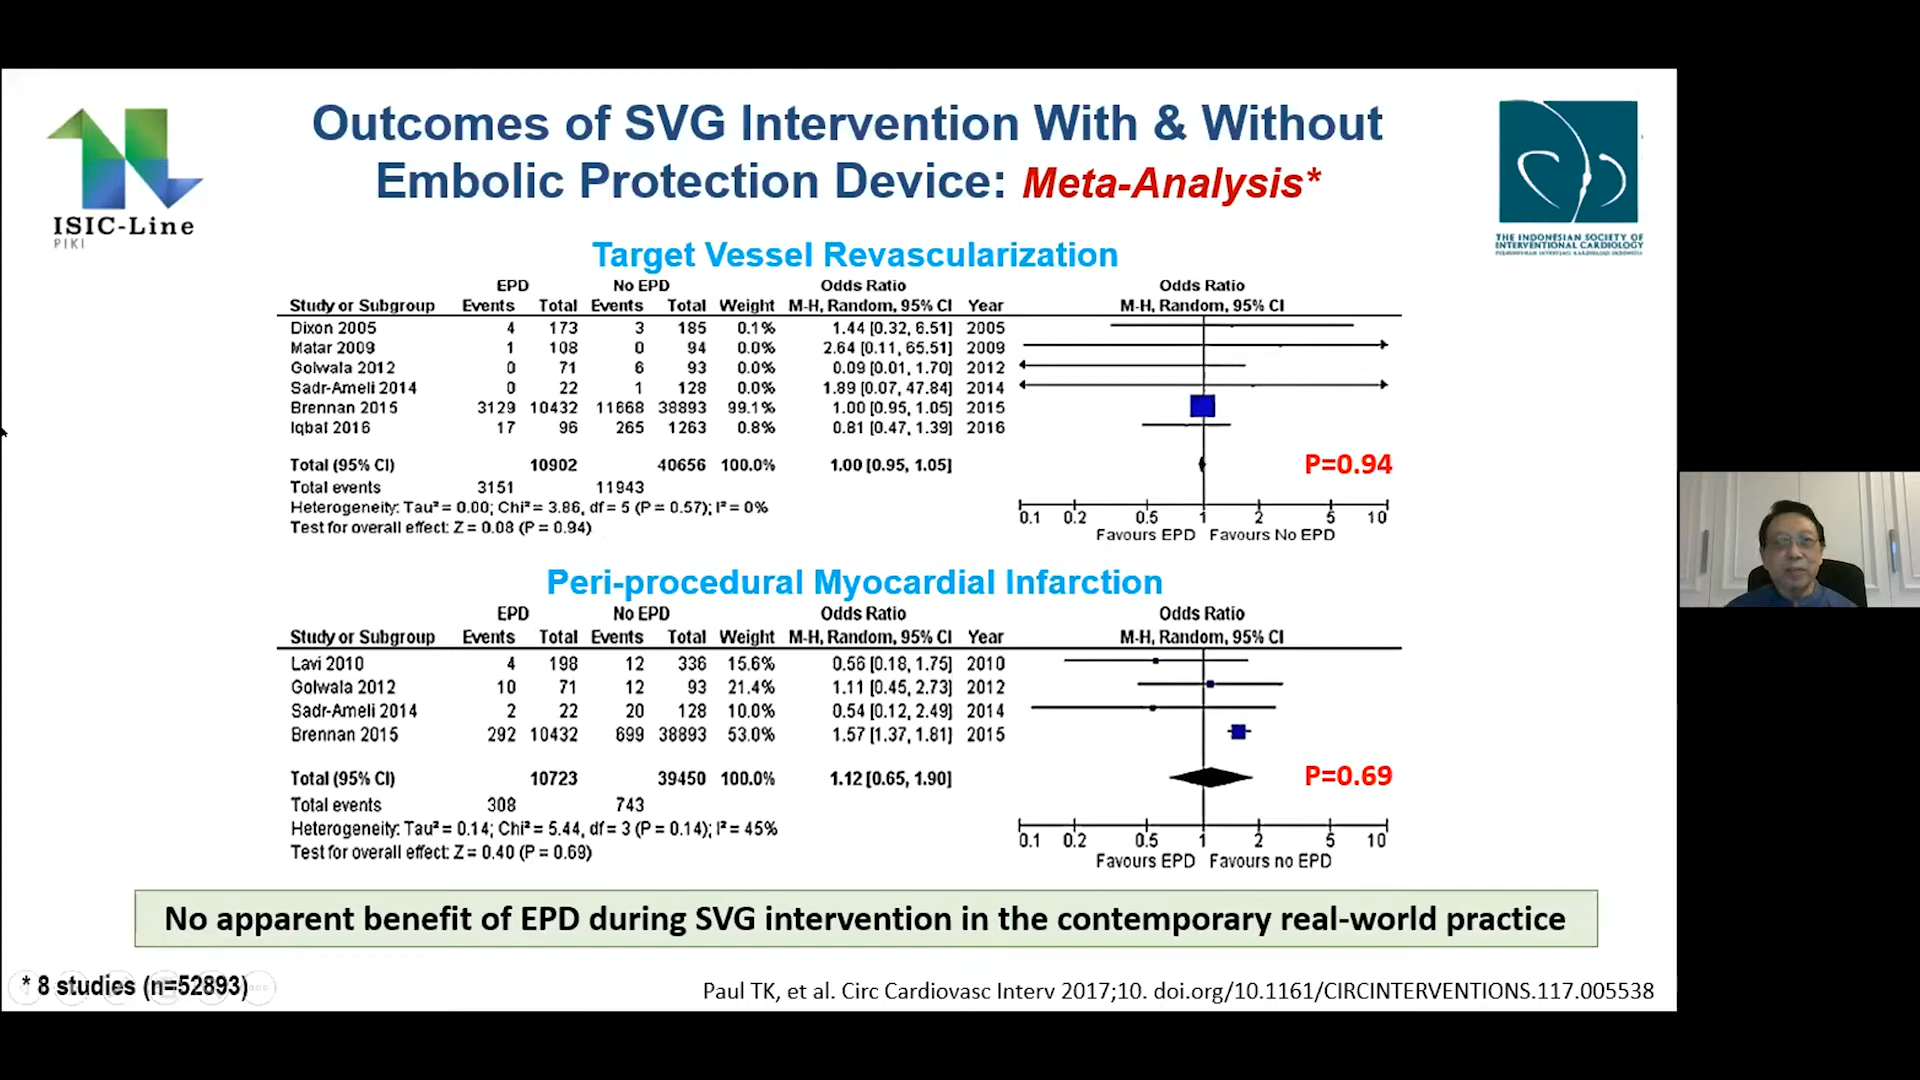 ISIC-Line
PIKI
Outcomes of SVG Intervention With & Without
Embolic Protection Device: Meta-Analysis*
THE INDONESIAN SOCIETY OF
INTERVENTIONAL CARDIOLOGY
Target Vessel Revascularization
EPD No EPD Odds Ratio Odds Ratio
Study or Subgroup Events Total Events Total Weight M-H, Random, 95% CI Year M-H, Random, 95% CI
Dixon 2005 4 173 3 185 0.1% 1.44 [0.32, 6.51] 2005
Matar 2009 1 108 0 94 0.0% 2.64 [0.11, 65.51] 2009
Golwala 2012 0 71 6 93 0.0% 0.09 [0.01, 1.70] 2012
Sadr-Ameli 2014 0 22 1 128 0.0% 1.89 [0.07, 47.84] 2014
Brennan 2015 3129 10432 11668 38893 99.1% 1.00 [0.95, 1.05] 2015
Iqbal 2016 17 96 265 1263 0.8% 0.81 [0.47, 1.39] 2016
Total (95% CI) 10902 40656 100.0% 1.00 [0.95, 1.05] P=0.94
Total events 3151 11943
Heterogeneity: Tau² = 0.00; Chi² = 3.86, df = 5 (P = 0.57); I² = 0%
Test for overall effect: Z = 0.08 (P = 0.94)
0.1 0.2 0.5 1 2 5 10
Favours EPD Favours No EPD
Peri-procedural Myocardial Infarction
EPD No EPD Odds Ratio Odds Ratio
Study or Subgroup Events Total Events Total Weight M-H, Random, 95% CI Year M-H, Random, 95% CI
Lavi 2010 4 198 12 336 15.6% 0.56 [0.18, 1.75] 2010
Golwala 2012 10 71 12 93 21.4% 1.11 [0.45, 2.73] 2012
Sadr-Ameli 2014 2 22 20 128 10.0% 0.54 [0.12, 2.49] 2014
Brennan 2015 292 10432 699 38893 53.0% 1.57 [1.37, 1.81] 2015
Total (95% CI) 10723 39450 100.0% 1.12 [0.65, 1.90] P=0.69
Total events 308 743
Heterogeneity: Tau² = 0.14; Chi² = 5.44, df = 3 (P = 0.14); I² = 45%
Test for overall effect: Z = 0.40 (P = 0.69)
0.1 0.2 0.5 1 2 5 10
Favours EPD Favours no EPD
No apparent benefit of EPD during SVG intervention in the contemporary real-world practice
* 8 studies (n=52893)
Paul TK, et al. Circ Cardiovasc Interv 2017;10. doi.org/10.1161/CIRCINTERVENTIONS.117.005538